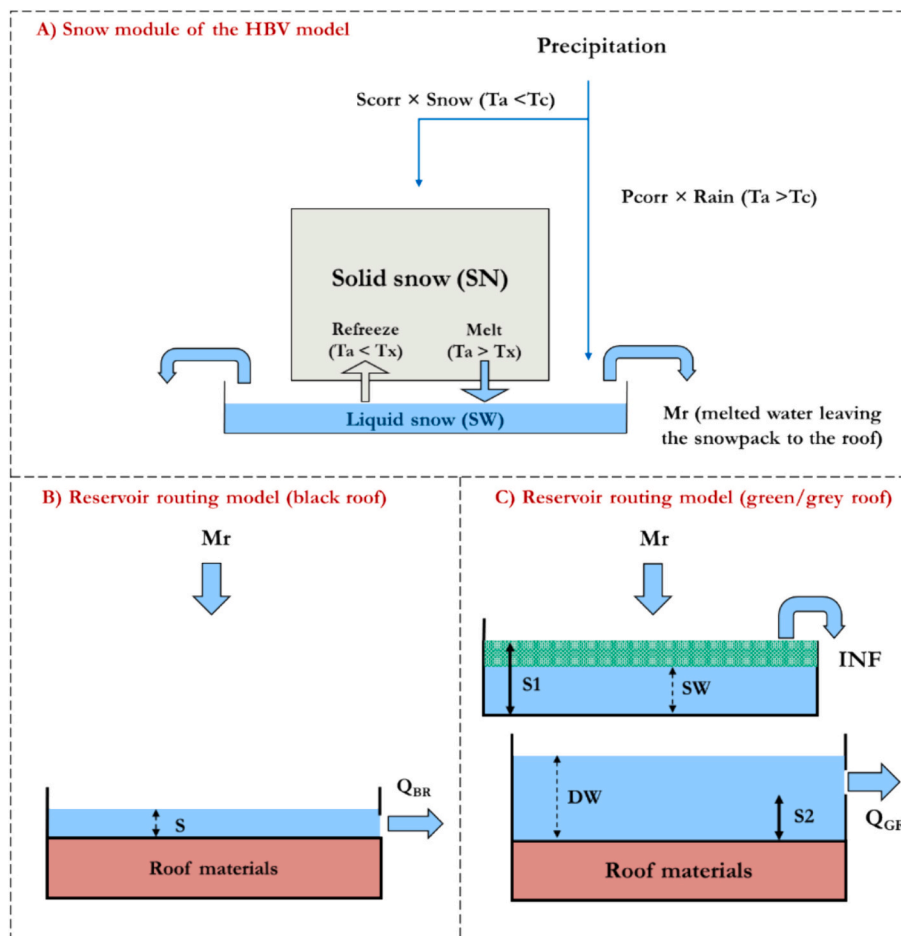 A) Snow module of the HBV model
Precipitation
Scorr × Snow (Ta <Tc)
Pcorr × Rain (Ta >Tc)
Solid snow (SN)
Refreeze
(Ta < Tx)
Melt
(Ta > Tx)
Liquid snow (SW)
Mr (melted water leaving
the snowpack to the roof)
B) Reservoir routing model (black roof)
Mr
QBR
S
Roof materials
C) Reservoir routing model (green/grey roof)
Mr
INF
S1
SW
DW
S2
QGR
Roof materials